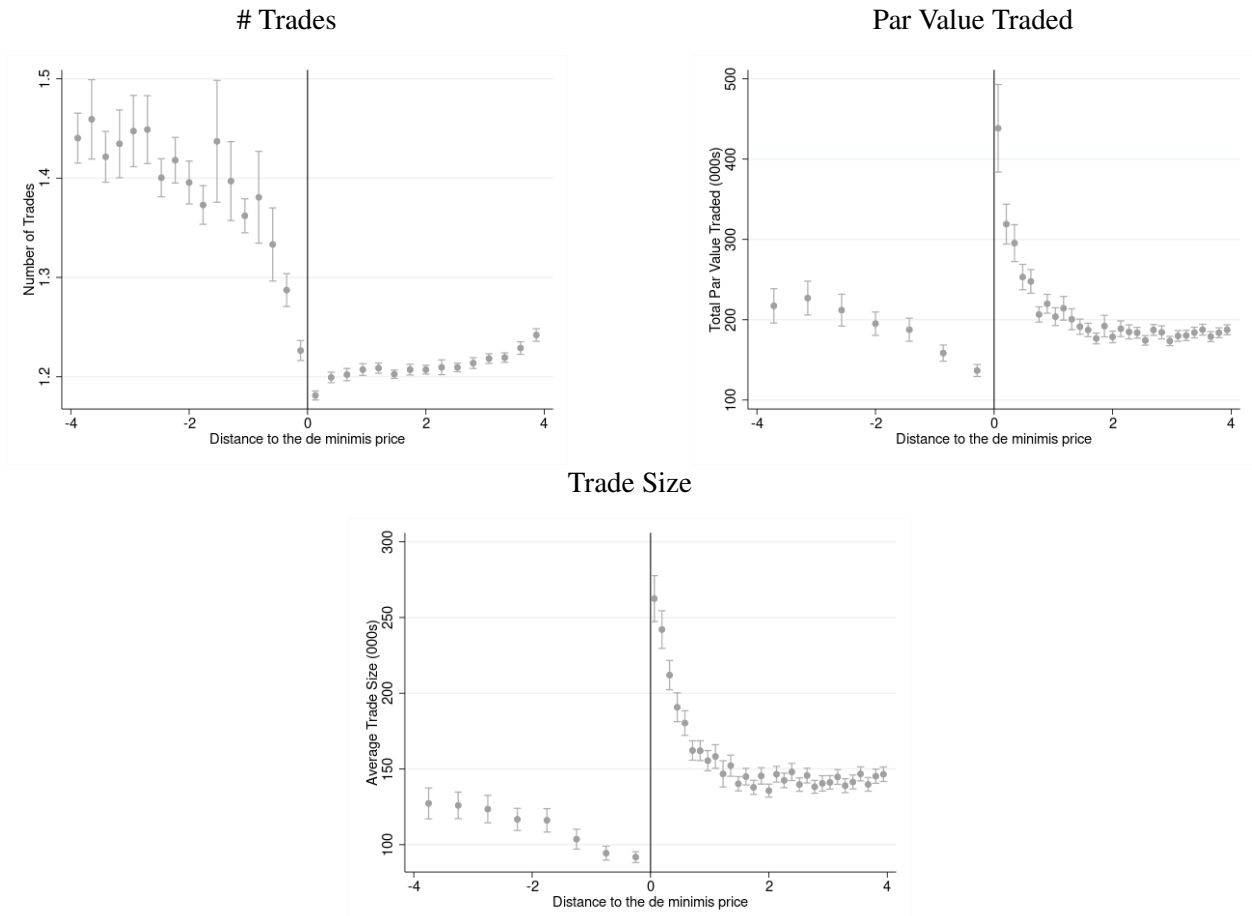 # Trades
Number of Trades
1.5
1.4
1.3
1.2
-4 -2 0 2 4
Distance to the de minimis price
Par Value Traded
Total Par Value Traded (000s)
500
400
300
200
100
-4 -2 0 2 4
Distance to the de minimis price
Trade Size
Average Trade Size (000s)
300
250
200
150
100
-4 -2 0 2 4
Distance to the de minimis price